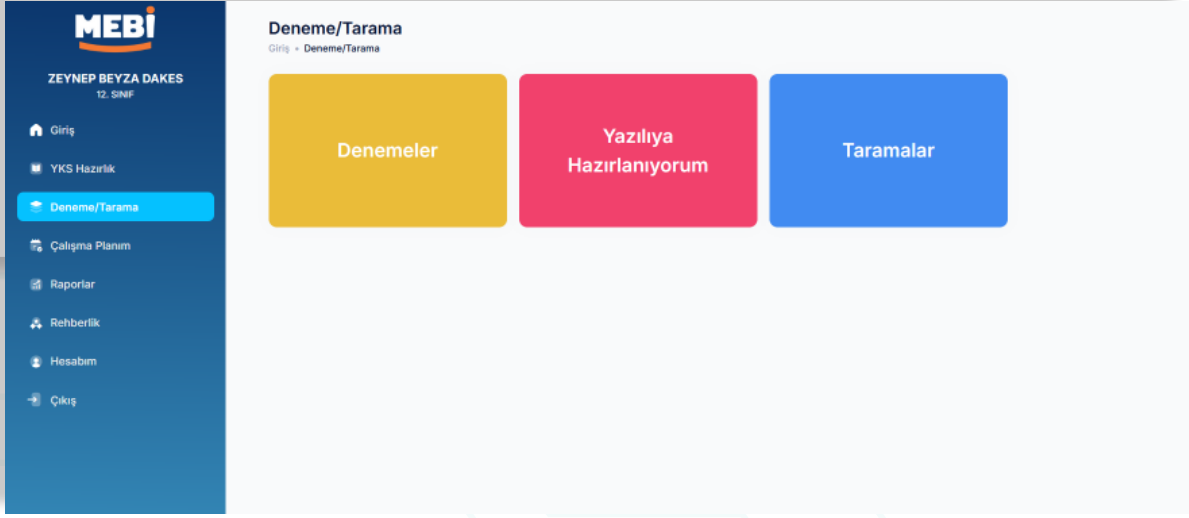 MEBİ
ZEYNEP BEYZA DAKES
12. SINIF
Giriş
YKS Hazırlık
Deneme/Tarama
Çalışma Planım
Raporlar
Rehberlik
Hesabım
Çıkış
Deneme/Tarama
Giriş • Deneme/Tarama
Denemeler
Yazılıya
Hazırlanıyorum
Taramalar